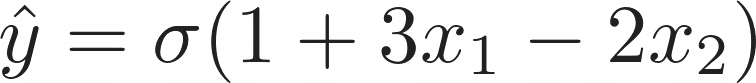 ŷ = σ(1 + 3x₁ − 2x₂)